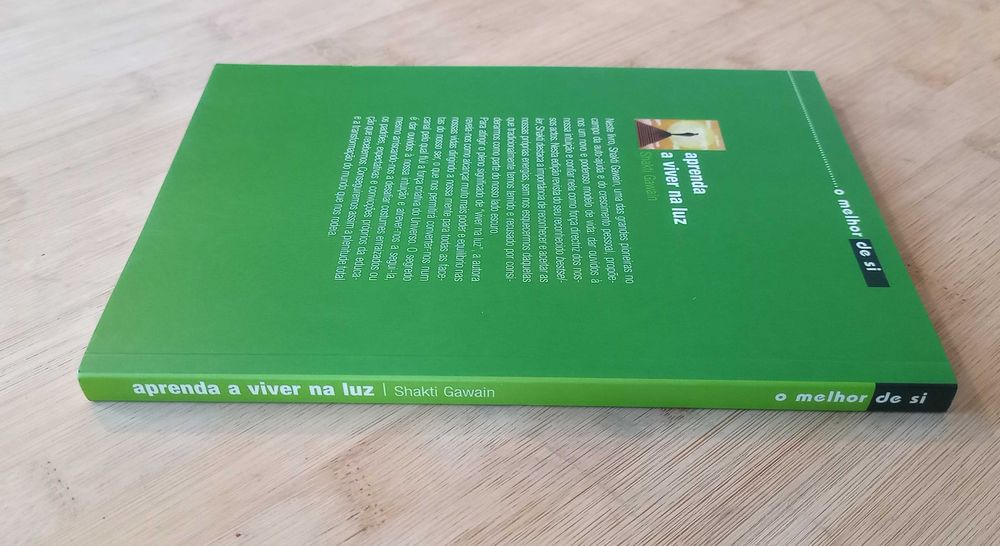 o melhor de si
aprenda
a viver na luz
Shakti Gawain
Neste livro, Shakti Gawain, uma das grandes pioneiras no
campo da auto-ajuda e do crescimento pessoal, propõe-
nos um novo e poderoso modelo de vida: dar ouvidos à
nossa intuição e confiar nela como força directriz dos nos-
sos actos. Nesta edição revista do seu reconhecido bestsel-
ler, Shakti destaca a importância de reconhecer e aceitar as
nossas próprias energias, sem nos esquecermos daquelas
que tradicionalmente temos temido e recusado por consi-
derarmos como parte do nosso lado escuro.
Para atingir o pleno significado de "viver na luz", a autora
revela-nos como alcançar muito mais poder e equilíbrio nas
nossas vidas dirigindo a nossa mente para todas as face-
tas do nosso ser, o que nos permitirá convertermo-nos num
canal pelo qual flui a força criativa do Universo. O segredo
é dar ouvidos à nossa intuição e atrever-nos a segui-la,
mesmo arriscando-nos a desafiar costumes enraizados ou
os padrões, expectativas e convicções próprios da educa-
ção que recebemos. Conseguiremos assim a plenitude total
e a transformação do mundo que nos rodeia.
aprenda a viver na luz | Shakti Gawain
o melhor de si